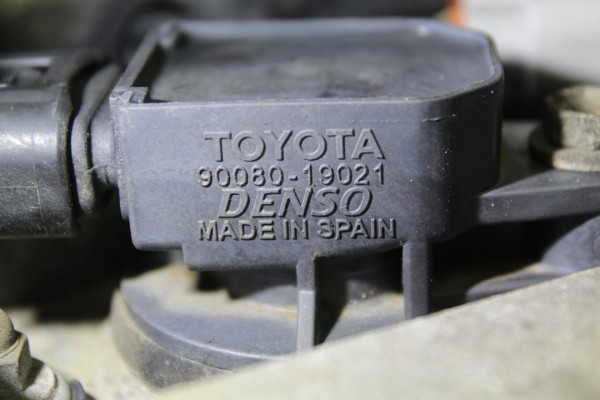 TOYOTA
90080-19021
DENSO
MADE IN SPAIN